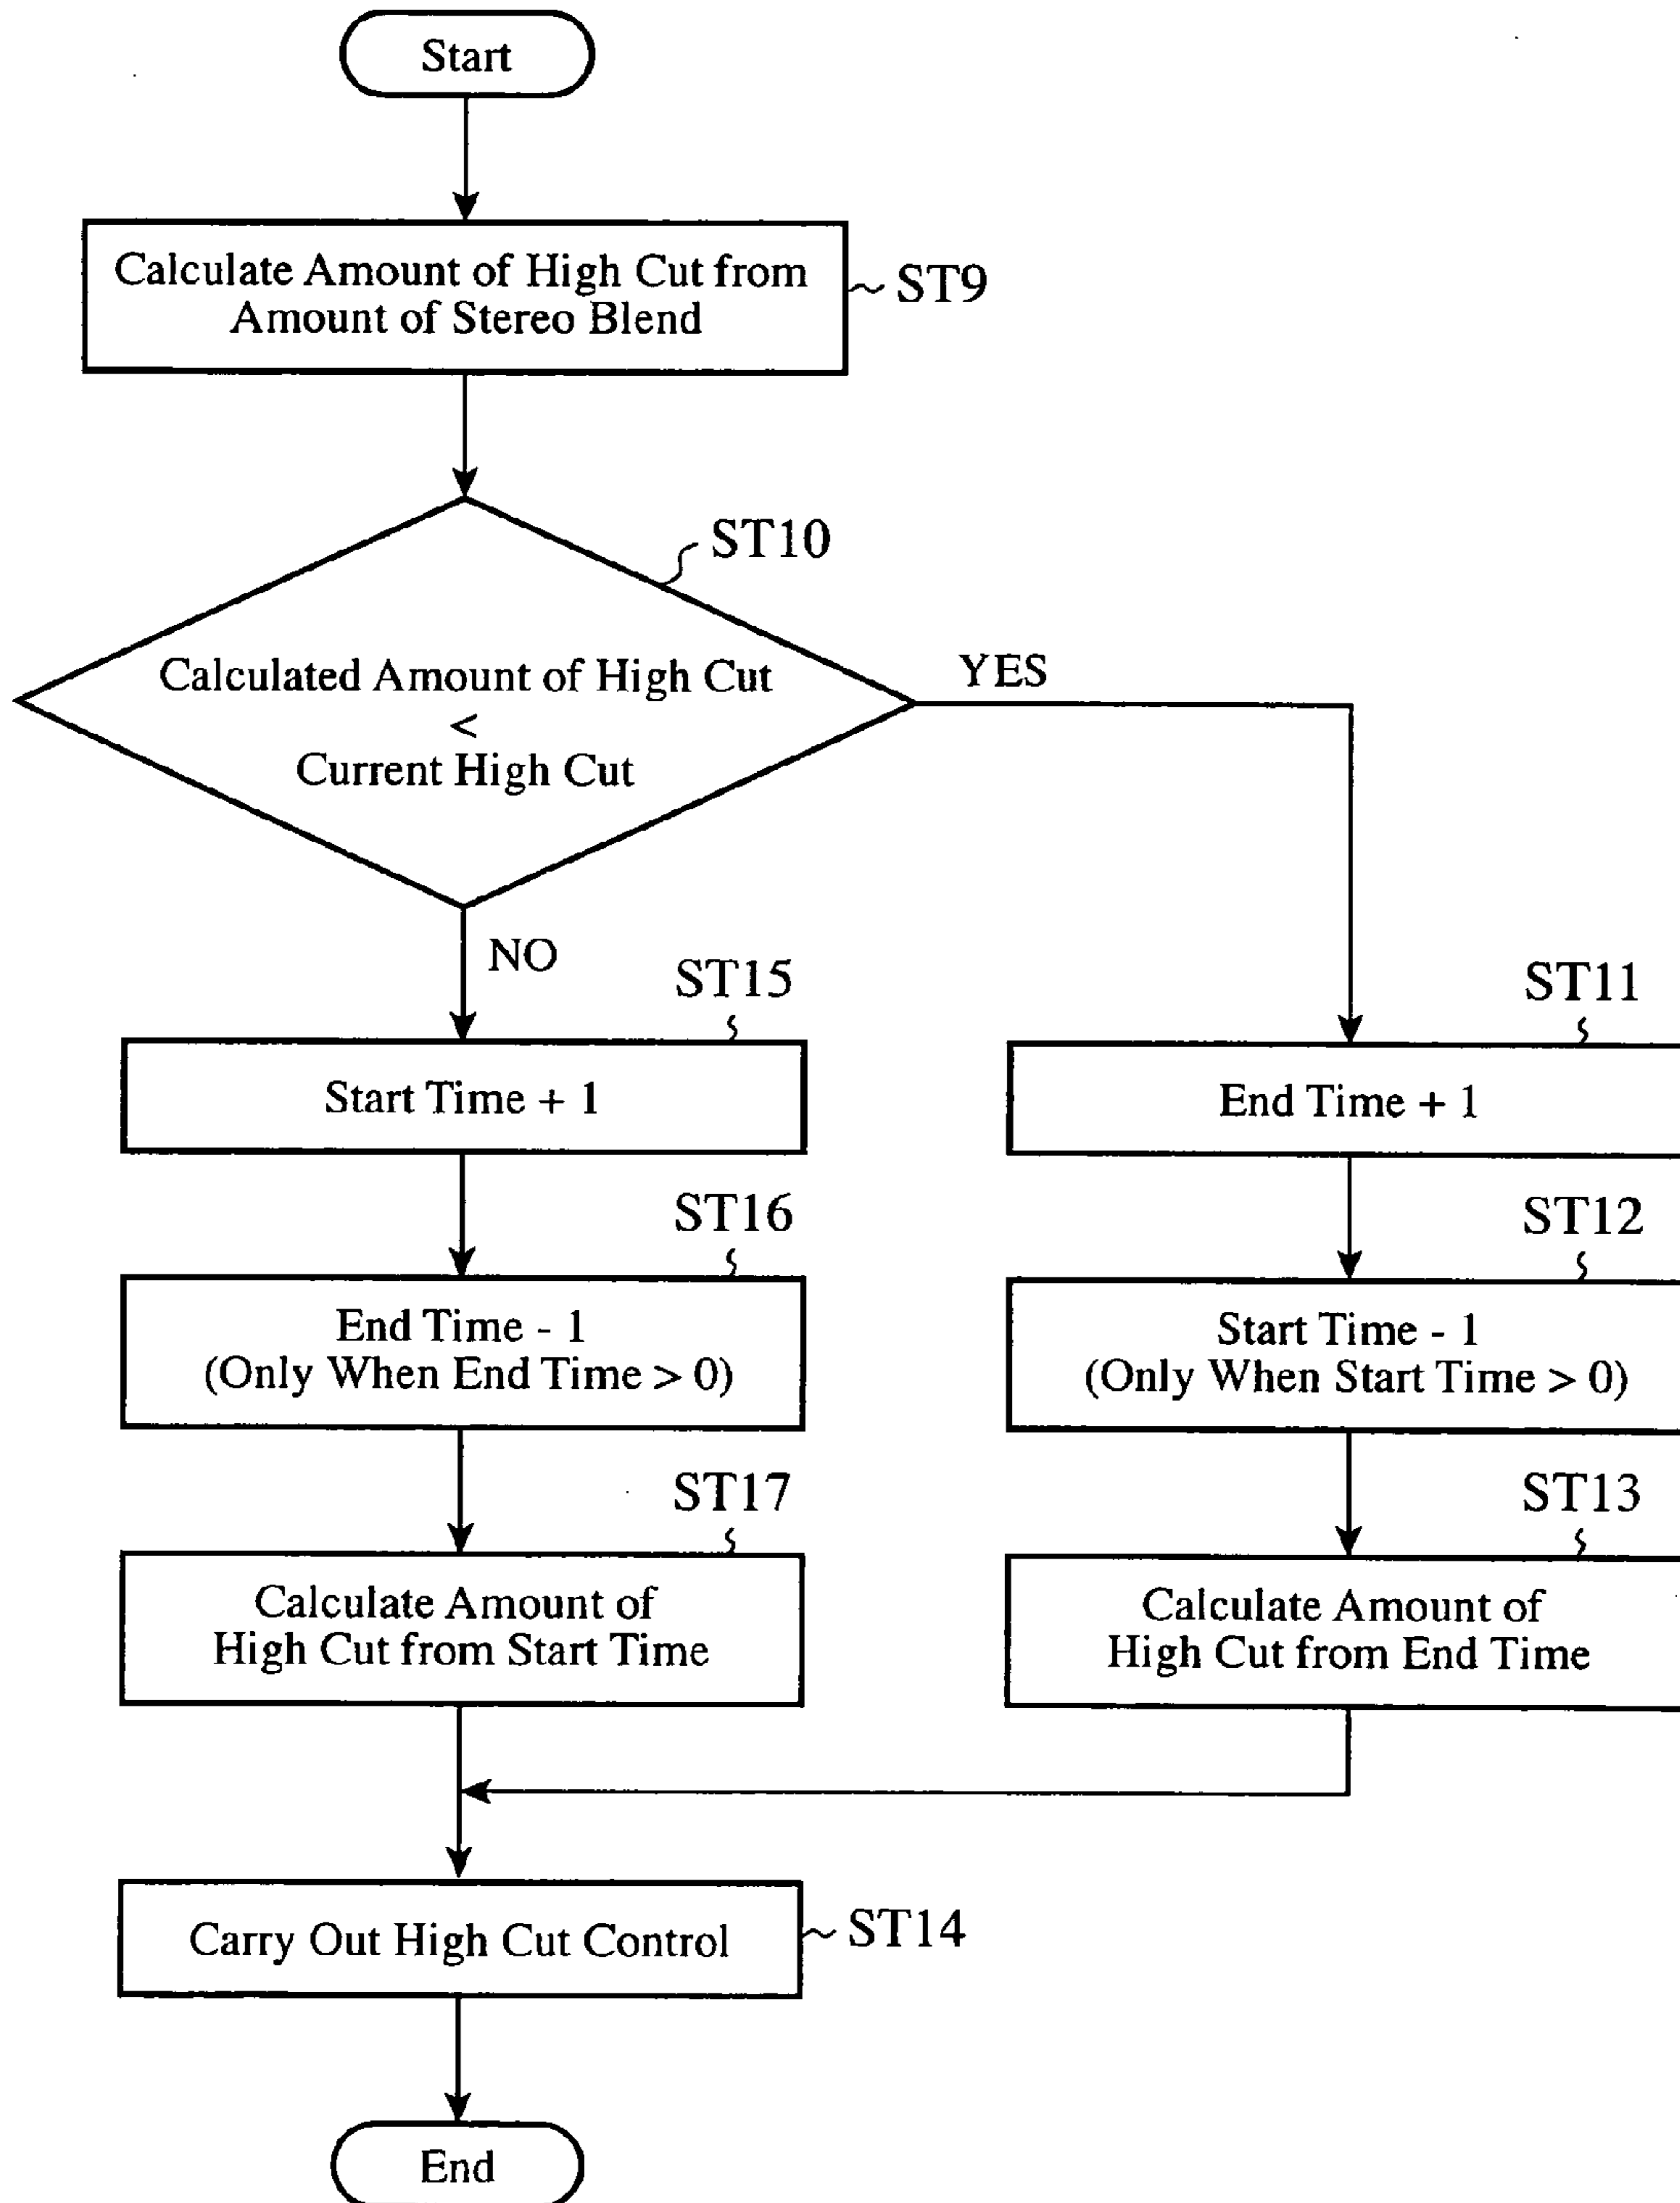 Start
Calculate Amount of High Cut from
Amount of Stereo Blend
ST9
ST10
Calculated Amount of High Cut
<
Current High Cut
YES
NO
ST15
Start Time + 1
ST16
End Time - 1
(Only When End Time > 0)
ST17
Calculate Amount of
High Cut from Start Time
ST11
End Time + 1
ST12
Start Time - 1
(Only When Start Time > 0)
ST13
Calculate Amount of
High Cut from End Time
Carry Out High Cut Control
ST14
End